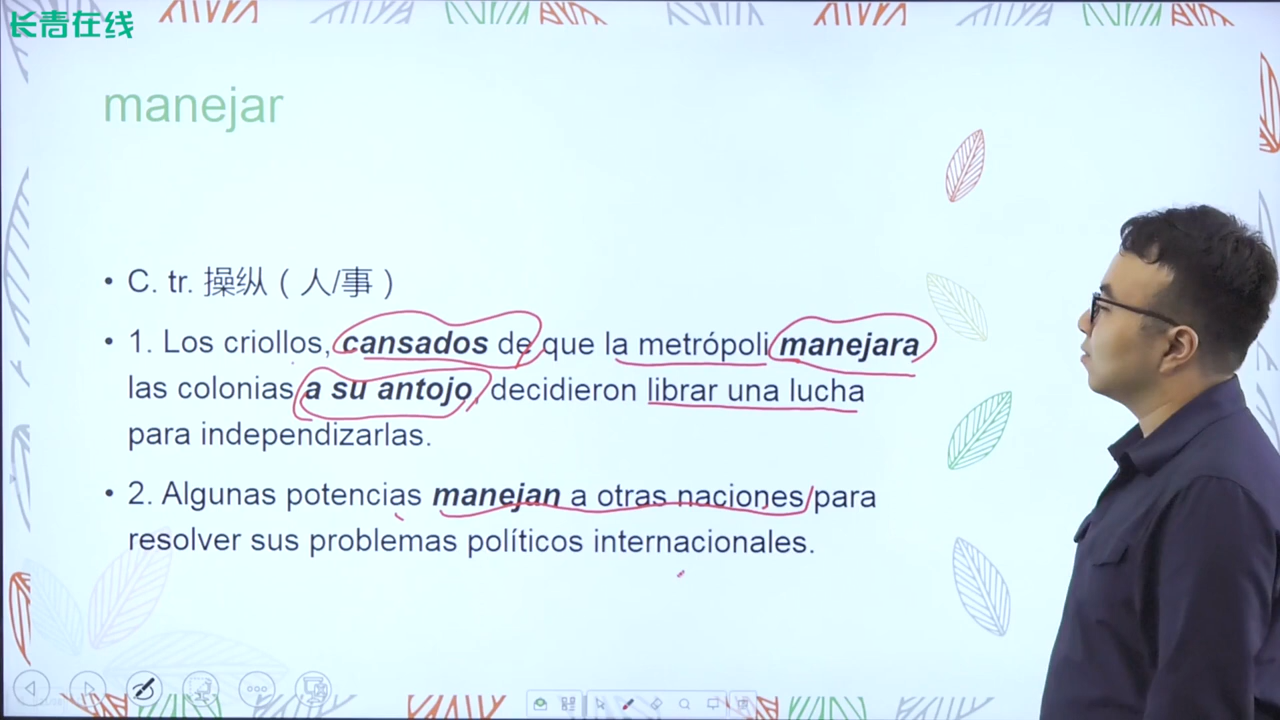 长青在线
manejar
• C. tr. 操纵（人/事）
• 1. Los criollos, cansados de que la metrópoli manejara
las colonias a su antojo, decidieron librar una lucha
para independizarlas.
• 2. Algunas potencias manejan a otras naciones para
resolver sus problemas políticos internacionales.